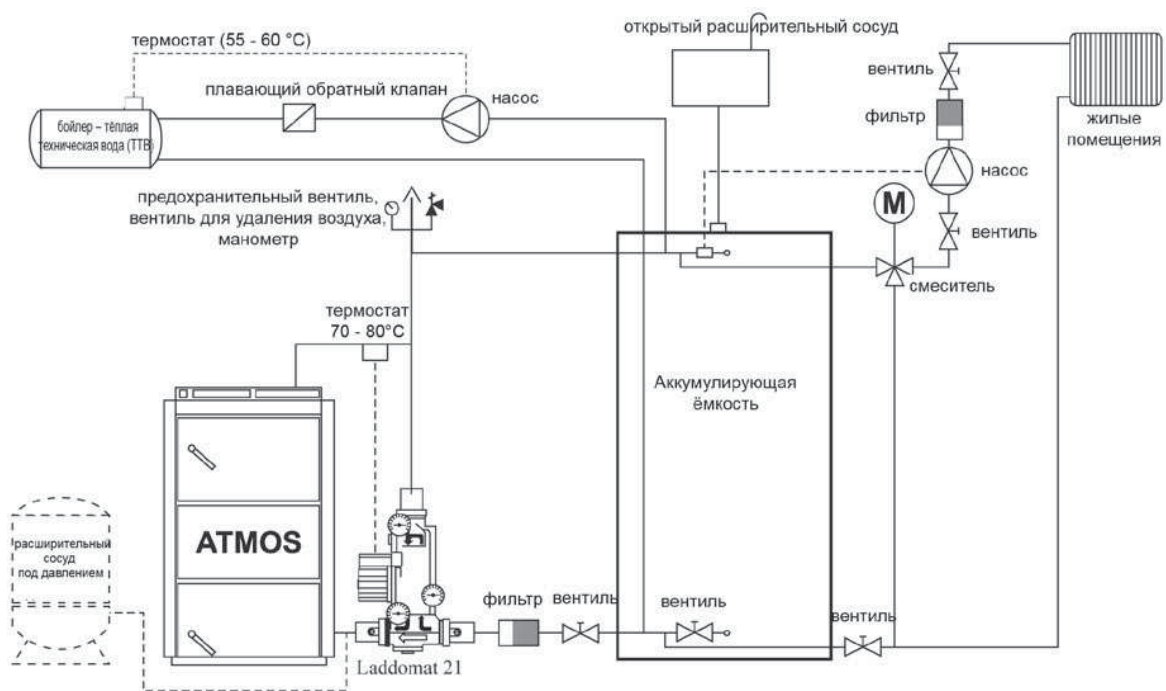 термостат (55 - 60 °C)
открытый расширительный сосуд
плавающий обратный клапан
насос
вентиль
фильтр
жилые
помещения
бойлер – тёплая
техническая вода (ТТВ)
насос
предохранительный вентиль,
вентиль для удаления воздуха,
манометр
M
вентиль
смеситель
термостат
70 - 80°C
Аккумулирующая
ёмкость
ATMOS
расширительный
сосуд
под давлением
фильтр
вентиль
вентиль
вентиль
Laddomat 21